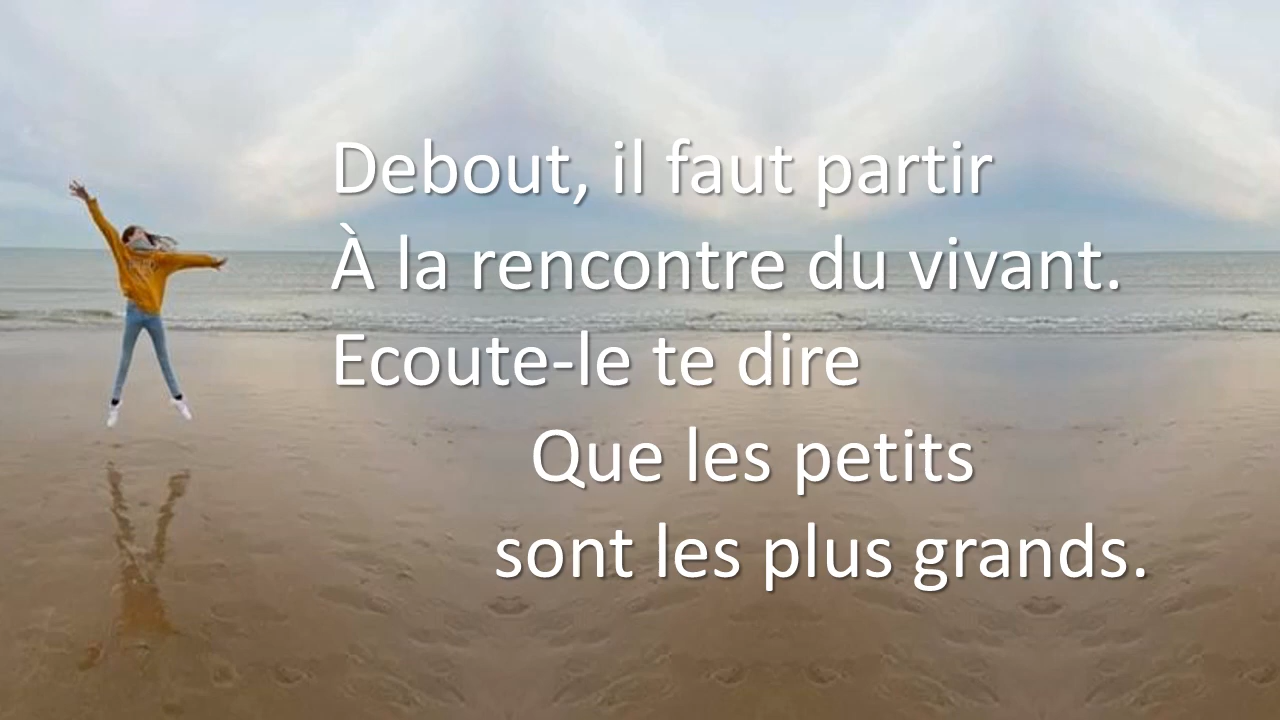 Debout, il faut partir
À la rencontre du vivant.
Ecoute-le te dire
Que les petits
sont les plus grands.